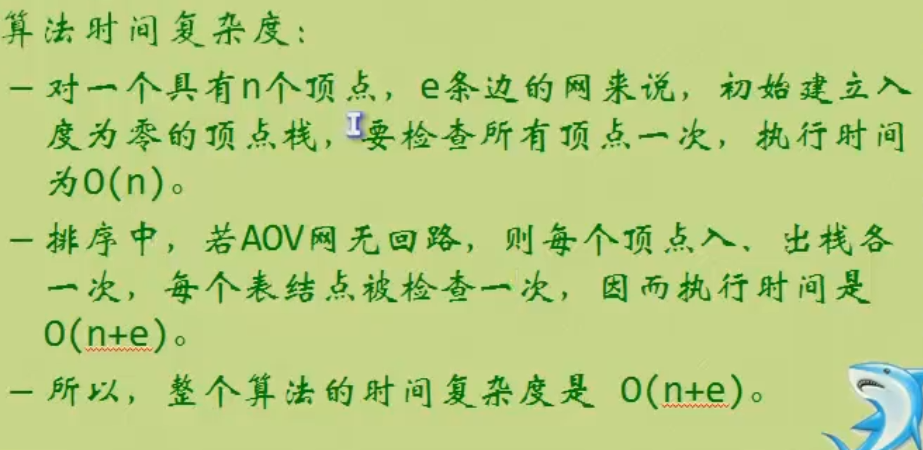 算法时间复杂度：
– 对一个具有n个顶点，e条边的网来说，初始建立入
度为零的顶点栈，要检查所有顶点一次，执行时间
为O(n)。
– 排序中，若AOV网无回路，则每个顶点入、出栈各
一次，每个表结点被检查一次，因而执行时间是
O(n+e)。
– 所以，整个算法的时间复杂度是 O(n+e)。